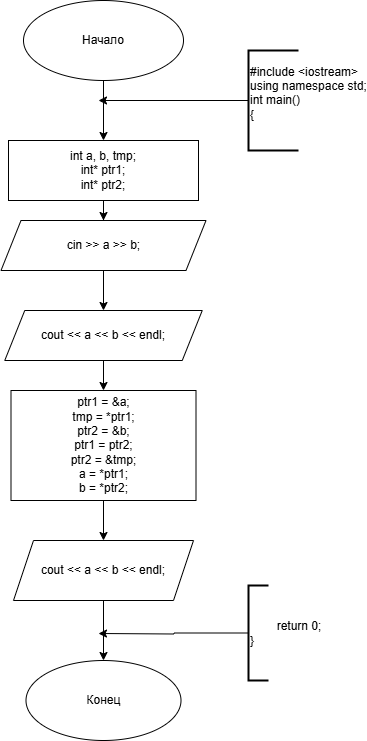 Начало
#include <iostream>
using namespace std;
int main()
{
int a, b, tmp;
int* ptr1;
int* ptr2;
cin >> a >> b;
cout << a << b << endl;
ptr1 = &a;
tmp = *ptr1;
ptr2 = &b;
ptr1 = ptr2;
ptr2 = &tmp;
a = *ptr1;
b = *ptr2;
cout << a << b << endl;
return 0;
}
Конец